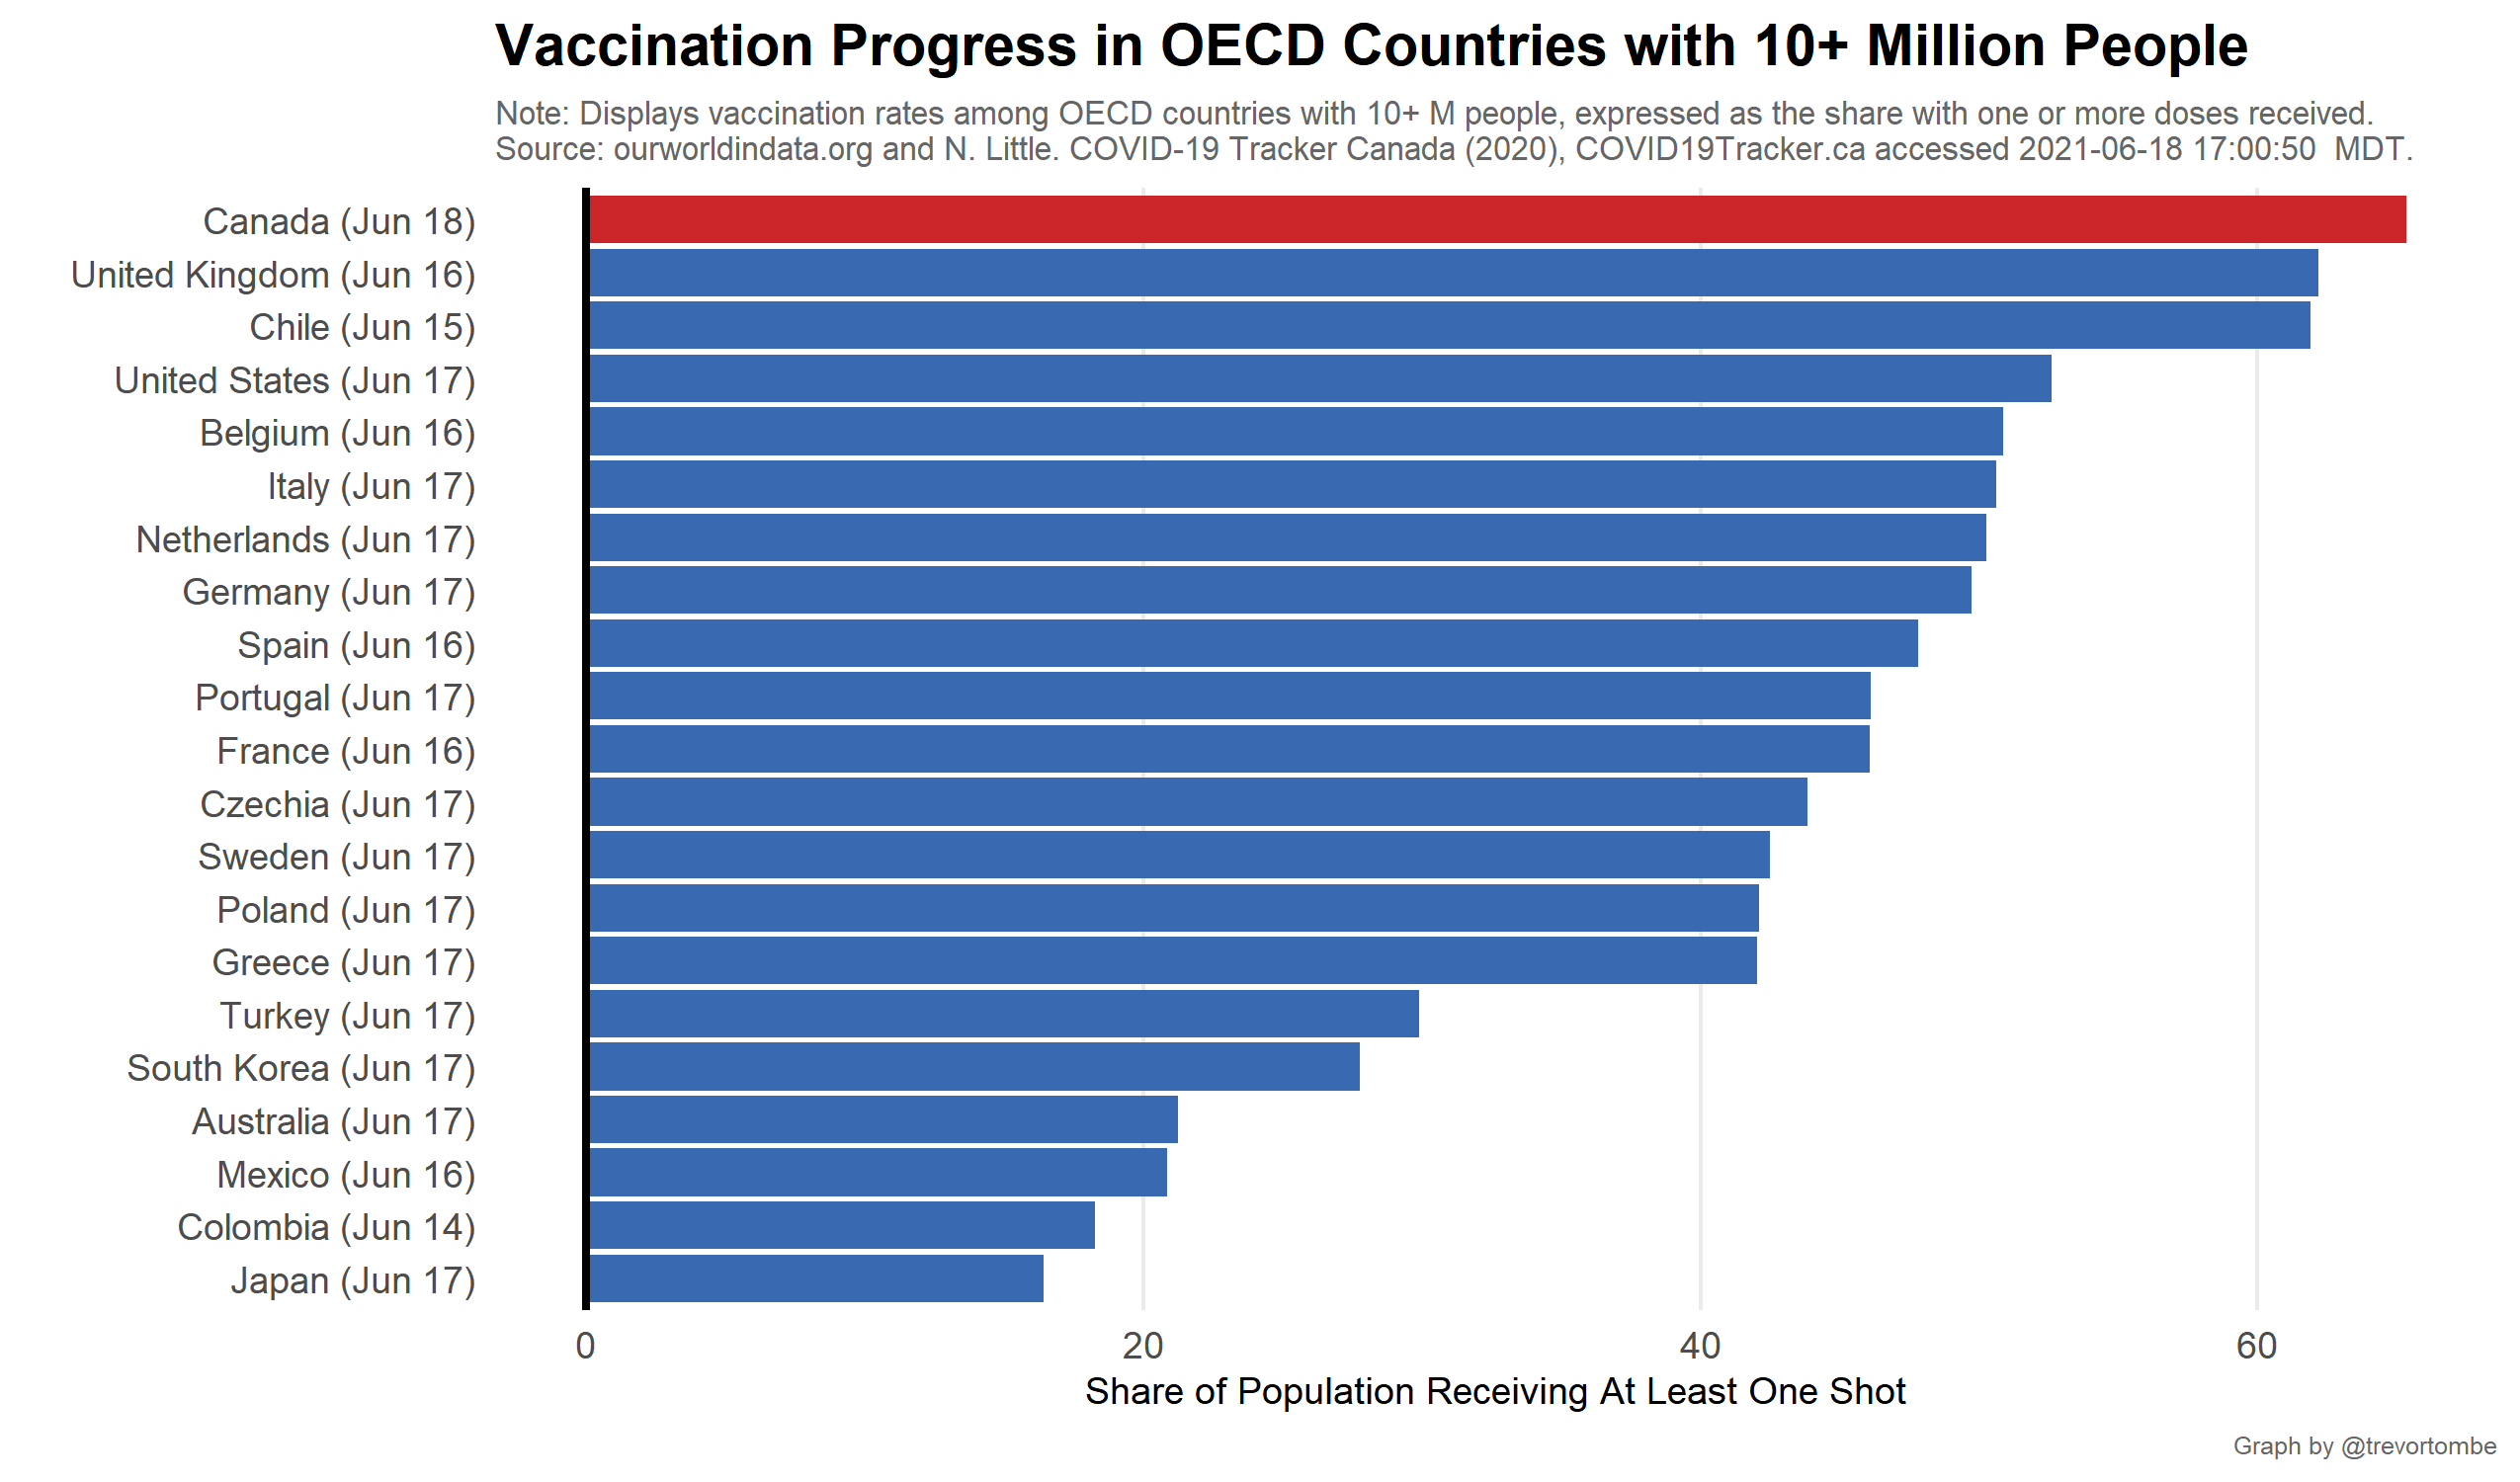 Vaccination Progress in OECD Countries with 10+ Million People
Note: Displays vaccination rates among OECD countries with 10+ M people, expressed as the share with one or more doses received.
Source: ourworldindata.org and N. Little. COVID-19 Tracker Canada (2020), COVID19Tracker.ca accessed 2021-06-18 17:00:50  MDT.
Canada (Jun 18)
United Kingdom (Jun 16)
Chile (Jun 15)
United States (Jun 17)
Belgium (Jun 16)
Italy (Jun 17)
Netherlands (Jun 17)
Germany (Jun 17)
Spain (Jun 16)
Portugal (Jun 17)
France (Jun 16)
Czechia (Jun 17)
Sweden (Jun 17)
Poland (Jun 17)
Greece (Jun 17)
Turkey (Jun 17)
South Korea (Jun 17)
Australia (Jun 17)
Mexico (Jun 16)
Colombia (Jun 14)
Japan (Jun 17)
0 20 40 60
Share of Population Receiving At Least One Shot
Graph by @trevortombe